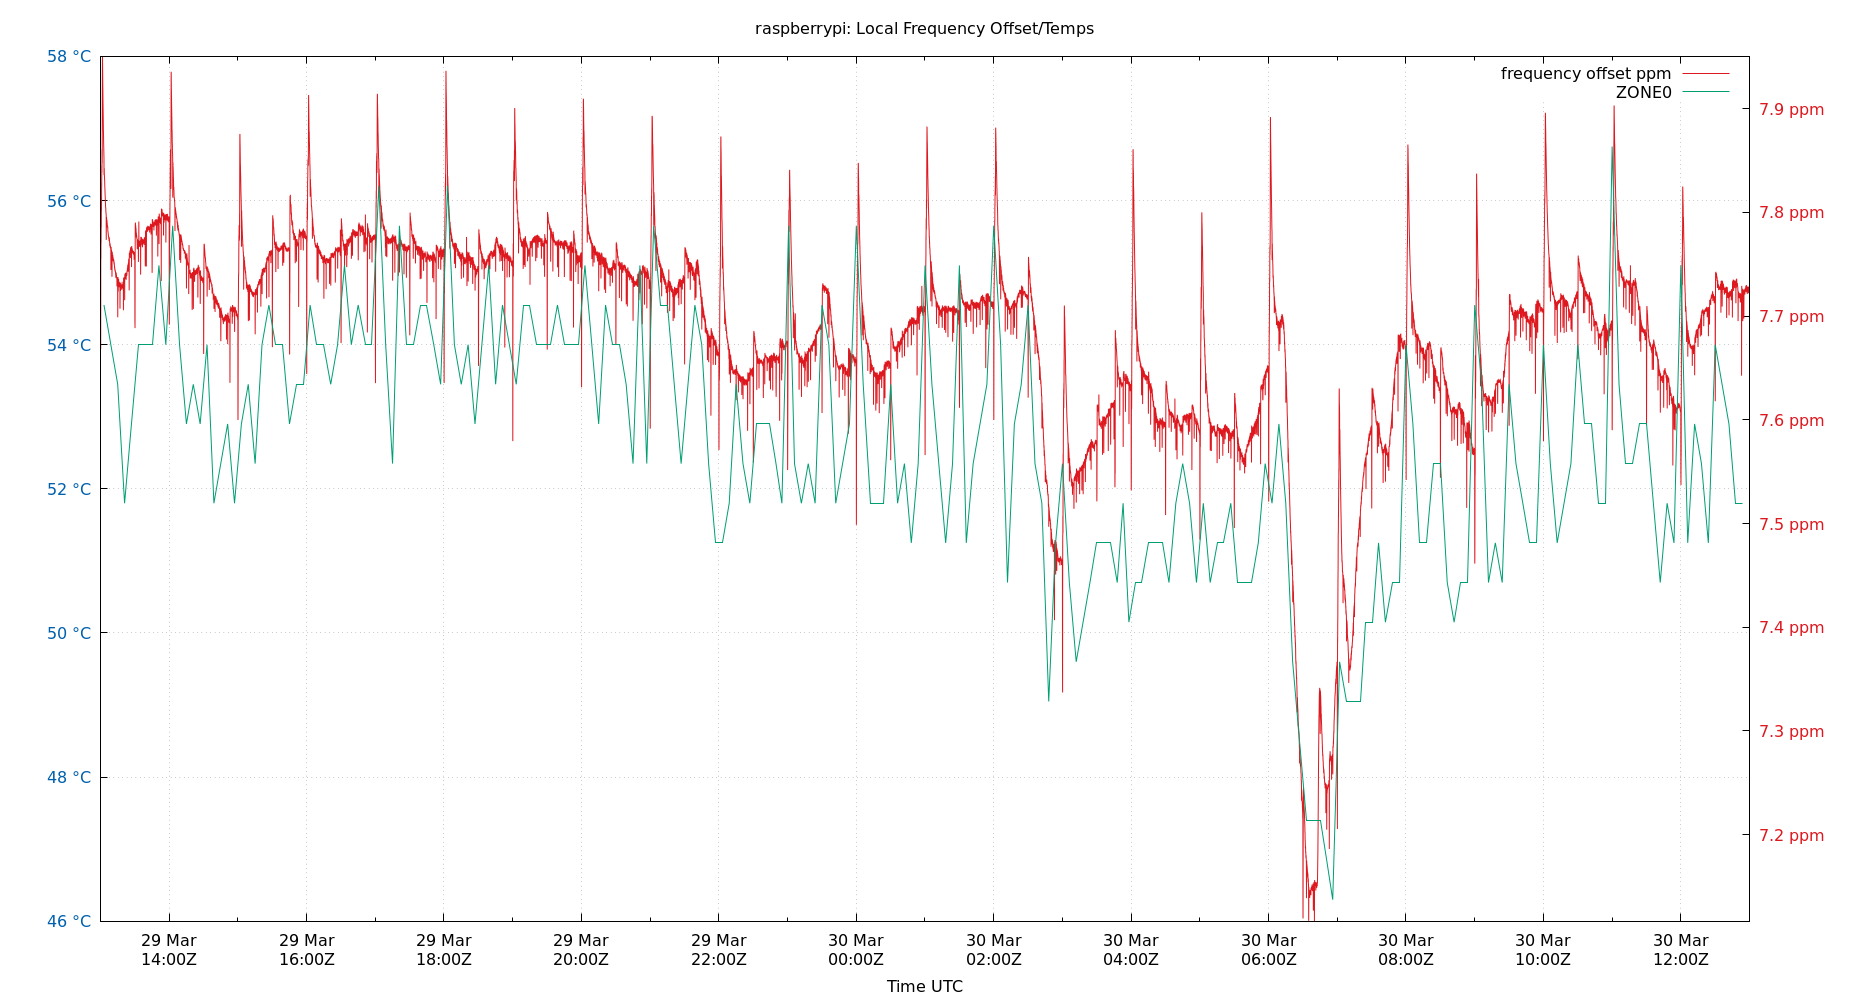 raspberrypi: Local Frequency Offset/Temps
58 °C
56 °C
54 °C
52 °C
50 °C
48 °C
46 °C
frequency offset ppm
ZONE0
7.9 ppm
7.8 ppm
7.7 ppm
7.6 ppm
7.5 ppm
7.4 ppm
7.3 ppm
7.2 ppm
29 Mar
14:00Z
29 Mar
16:00Z
29 Mar
18:00Z
29 Mar
20:00Z
29 Mar
22:00Z
30 Mar
00:00Z
30 Mar
02:00Z
30 Mar
04:00Z
30 Mar
06:00Z
30 Mar
08:00Z
30 Mar
10:00Z
30 Mar
12:00Z
Time UTC